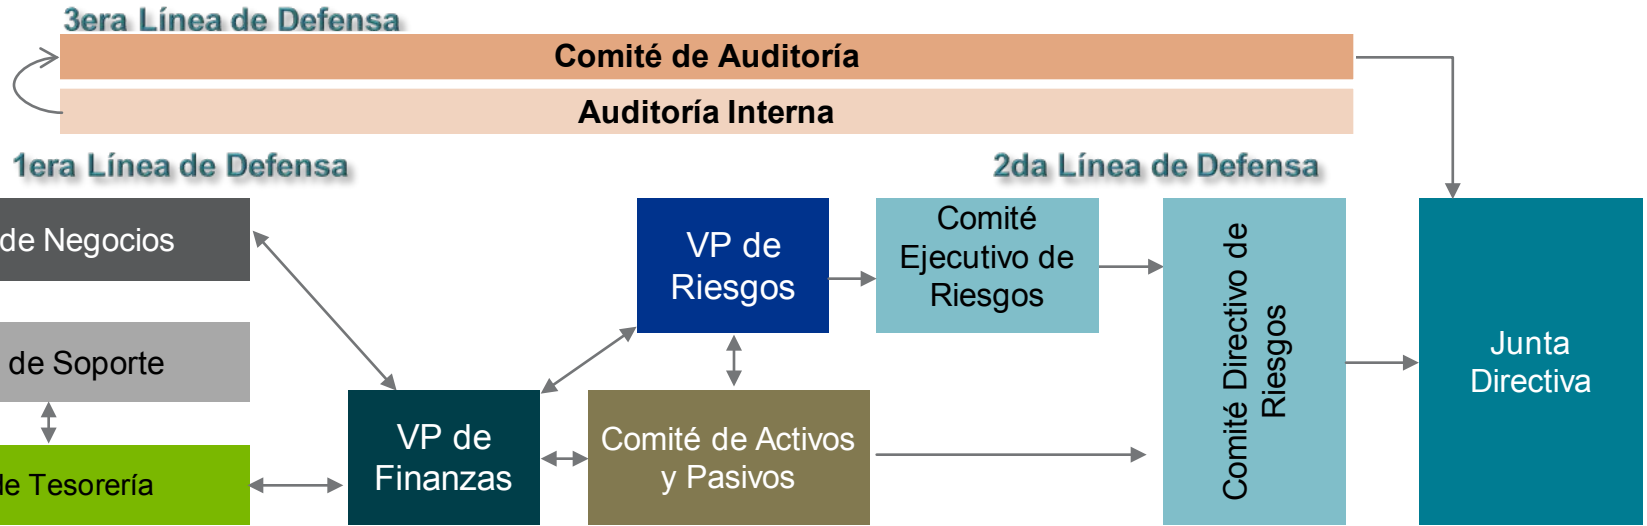 3era Línea de Defensa
Comité de Auditoría
Auditoría Interna
1era Línea de Defensa
2da Línea de Defensa
de Negocios
de Soporte
de Tesorería
VP de
Finanzas
VP de
Riesgos
Comité de Activos
y Pasivos
Comité
Ejecutivo de
Riesgos
Comité Directivo de
Riesgos
Junta
Directiva